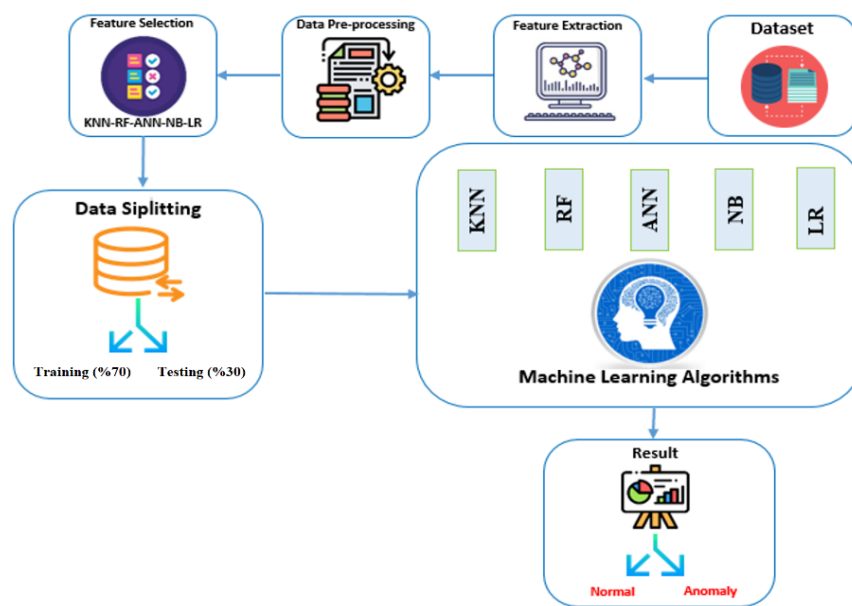 Feature Selection
KNN-RF-ANN-NB-LR
Data Pre-processing
Feature Extraction
Dataset
Data Siplitting
Training (%70)
Testing (%30)
KNN
RF
ANN
NB
LR
Machine Learning Algorithms
Result
Normal
Anomaly